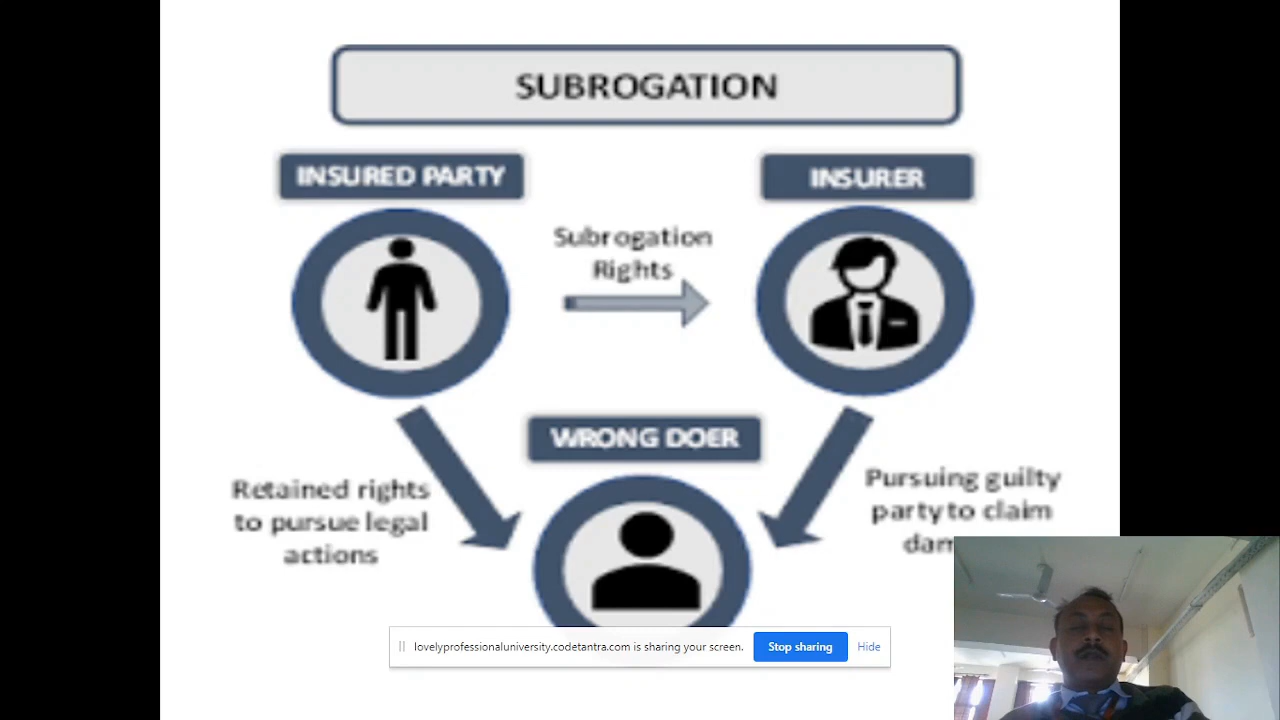 SUBROGATION
INSURED PARTY
INSURER
Subrogation
Rights
WRONG DOER
Retained rights
to pursue legal
actions
Pursuing guilty
party to claim
lovelyprofessionaluniversity.codetantra.com is sharing your screen.
Stop sharing
Hide